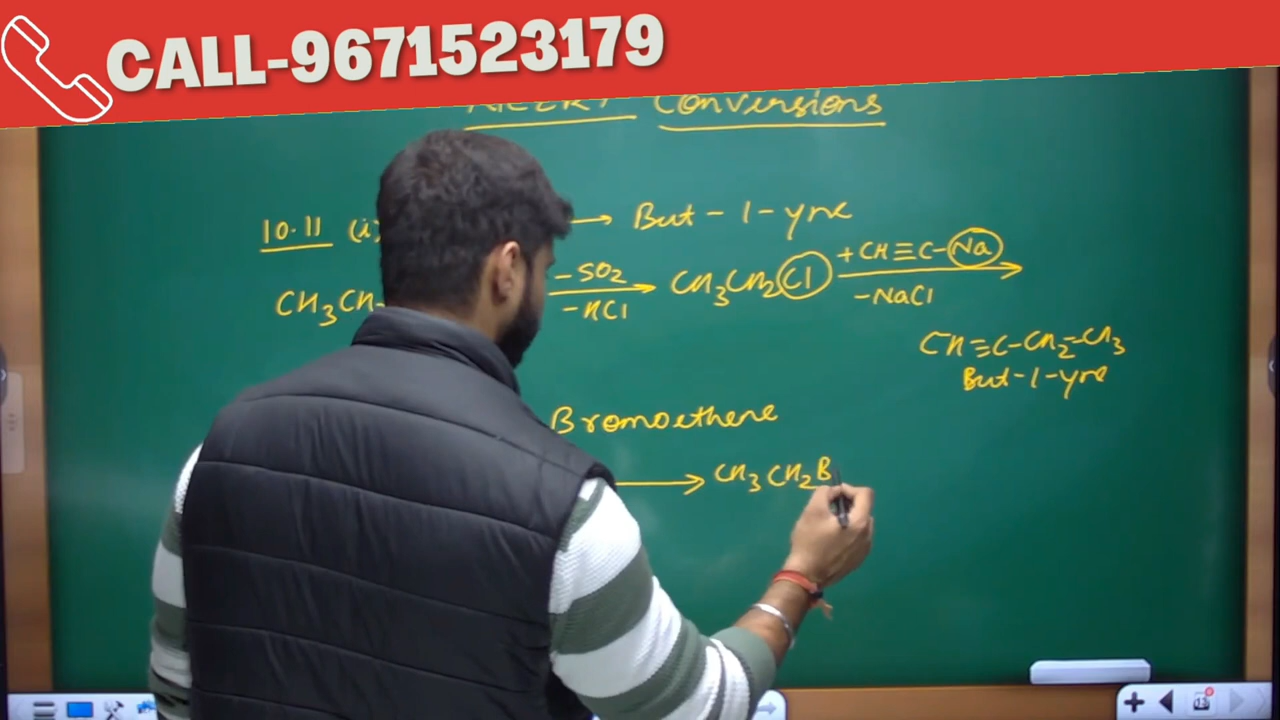 CALL-9671523179
Conversions
10.11 (i) → But-1-yne
CH3CH- -SO2 -HCl → CH3CH2Cl +CH≡C-Na -NaCl →
CH≡C-CH2-CH3
But-1-yne
Bromoethene
→ CH3CH2B